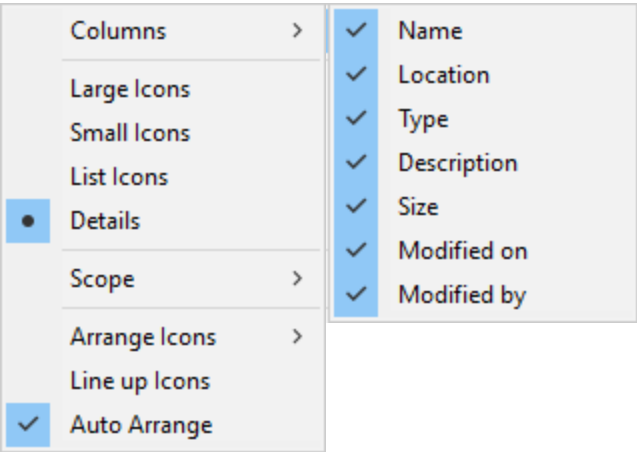 Columns
Large Icons
Small Icons
List Icons
Details
Scope
Arrange Icons
Line up Icons
Auto Arrange
Name
Location
Type
Description
Size
Modified on
Modified by